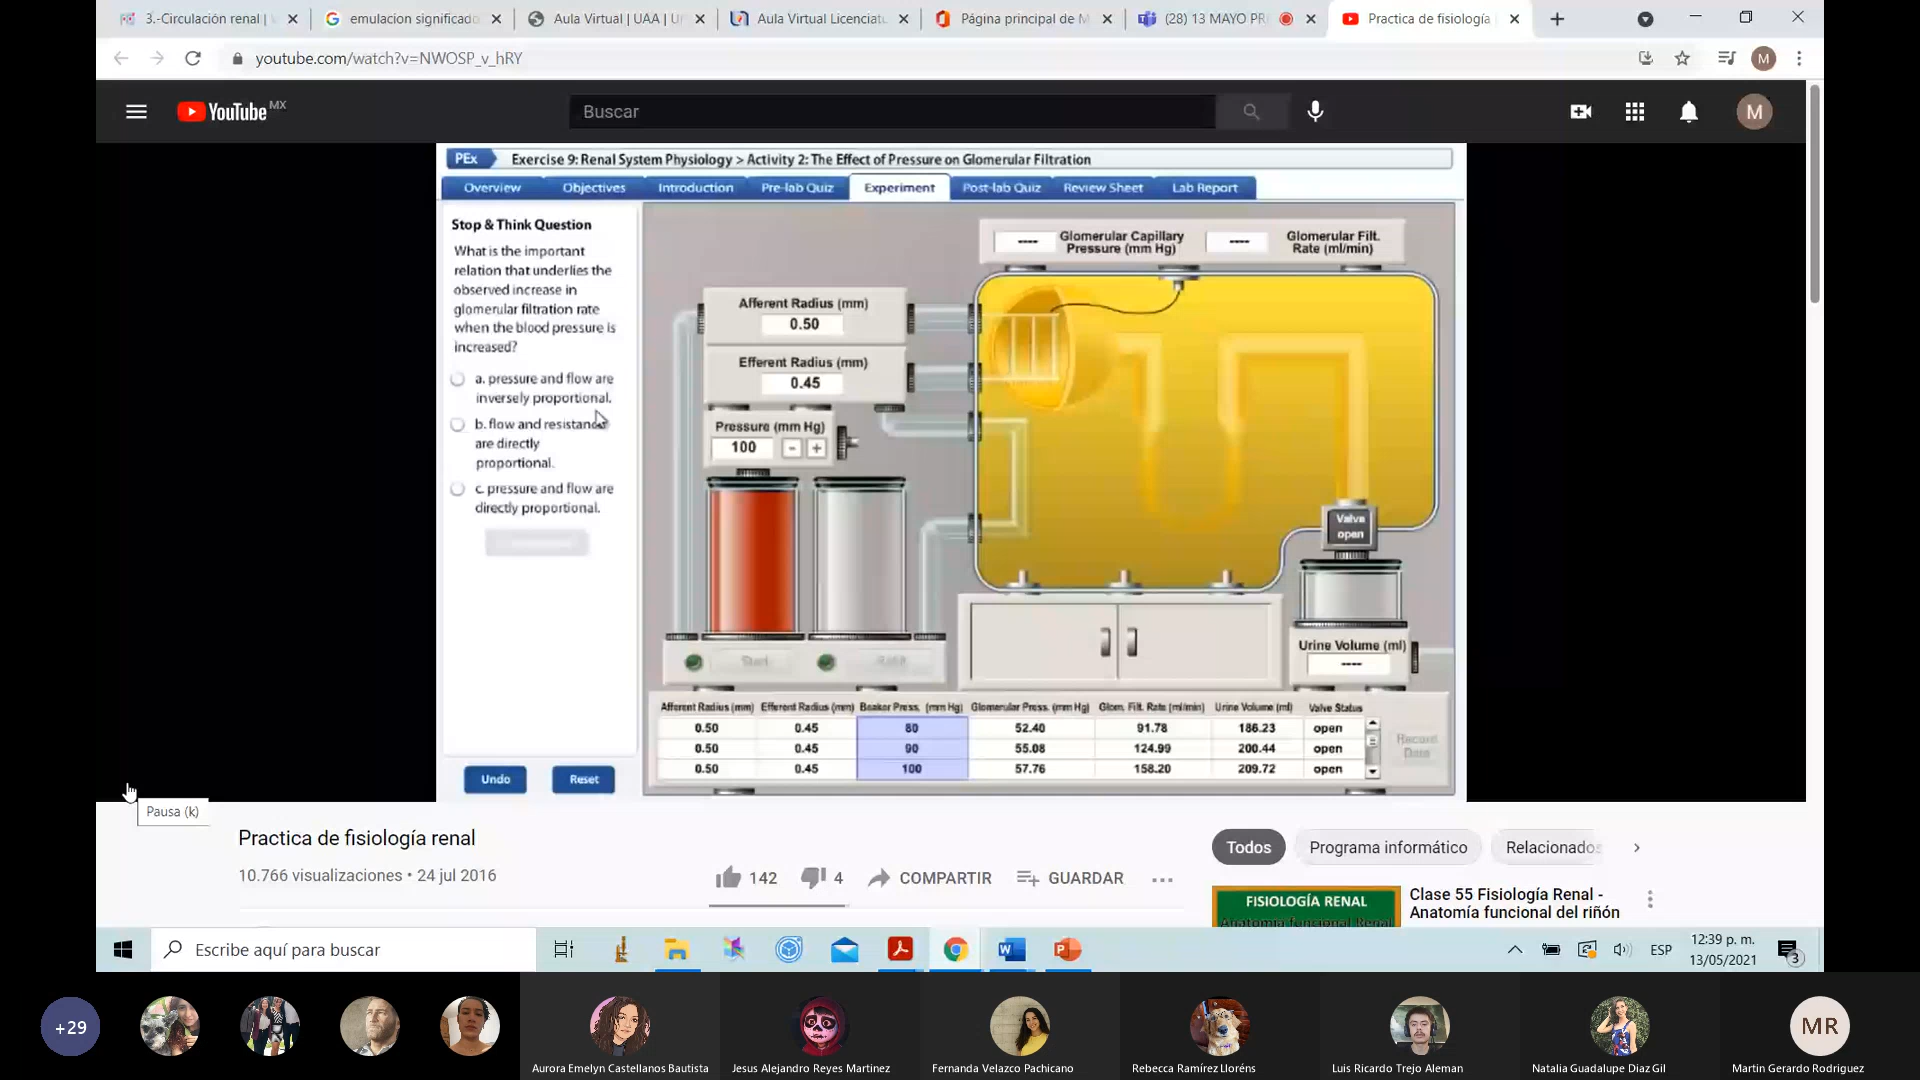 3.-Circulación renal |
emulacion significado
Aula Virtual | UAA | U
Aula Virtual Licenciatu
Página principal de M
(28) 13 MAYO PR
Practica de fisiología
youtube.com/watch?v=NWOSP_v_hRY
M
YouTube MX
Buscar
M
PEx
Exercise 9: Renal System Physiology > Activity 2: The Effect of Pressure on Glomerular Filtration
Overview
Objectives
Introduction
Pre-lab Quiz
Experiment
Post-lab Quiz
Review Sheet
Lab Report
Stop & Think Question
What is the important
relation that underlies the
observed increase in
glomerular filtration rate
when the blood pressure is
increased?
a. pressure and flow are
inversely proportional.
b. flow and resistance
are directly
proportional.
c. pressure and flow are
directly proportional.
Undo
Reset
---- Glomerular Capillary
Pressure (mm Hg)
---- Glomerular Filt.
Rate (ml/min)
Afferent Radius (mm)
0.50
Efferent Radius (mm)
0.45
Pressure (mm Hg)
100 - +
Valve
open
Start
Refill
Urine Volume (ml)
----
Afferent Radius (mm) Efferent Radius (mm) Beaker Press. (mm Hg) Glomerular Press. (mm Hg) Glom. Filt. Rate (ml/min) Urine Volume (ml) Valve Status
0.50 0.45 80 52.40 91.78 186.23 open
0.50 0.45 90 55.08 124.99 200.44 open
0.50 0.45 100 57.76 158.20 209.72 open
Record
Data
Pausa (k)
Practica de fisiología renal
10.766 visualizaciones • 24 jul 2016
142
4
COMPARTIR
GUARDAR
Todos
Programa informático
Relacionados
FISIOLOGÍA RENAL
Anatomía funcional Renal
Clase 55 Fisiología Renal -
Anatomía funcional del riñón
Escribe aquí para buscar
ESP
12:39 p. m.
13/05/2021
3
+29
Aurora Emelyn Castellanos Bautista
Jesus Alejandro Reyes Martinez
Fernanda Velazco Pachicano
Rebecca Ramírez Lloréns
Luis Ricardo Trejo Aleman
Natalia Guadalupe Diaz Gil
MR
Martin Gerardo Rodriguez